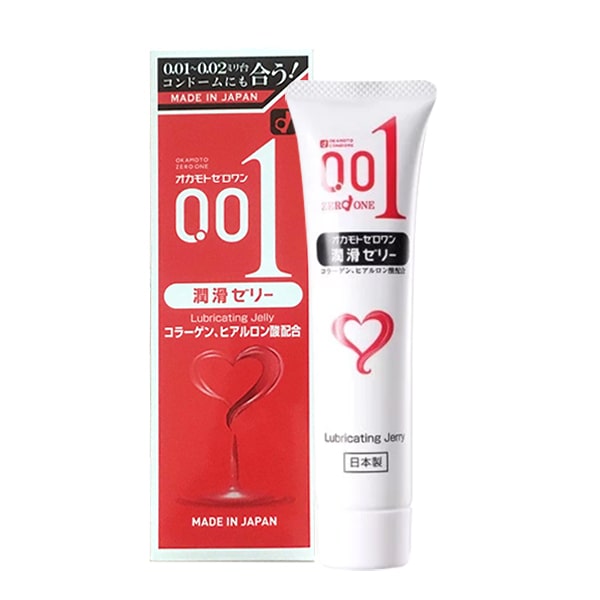 0.01~0.02ミリ台
コンドームにも合う!
MADE IN JAPAN
OKAMOTO
ZERO ONE
オカモトゼロワン
0.01
潤滑ゼリー
Lubricating Jelly
コラーゲン、ヒアルロン酸配合
MADE IN JAPAN
OKAMOTO
CONDOMS
0.01
ZERO ONE
オカモトゼロワン
潤滑ゼリー
コラーゲン、ヒアルロン酸配合
Lubricating Jerry
日本製